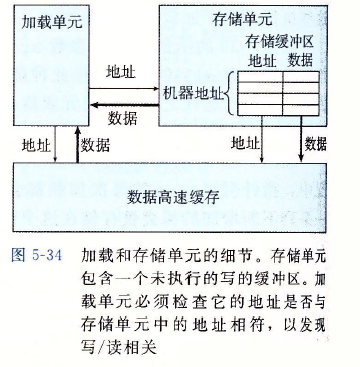 加载单元
存储单元
存储缓冲区
地址 数据
地址
机器地址
数据
地址
数据
地址
数据
数据高速缓存
图 5-34 加载和存储单元的细节。存储单元
包含一个未执行的写的缓冲区。加
载单元必须检查它的地址是否与
存储单元中的地址相符，以发现
写/读相关